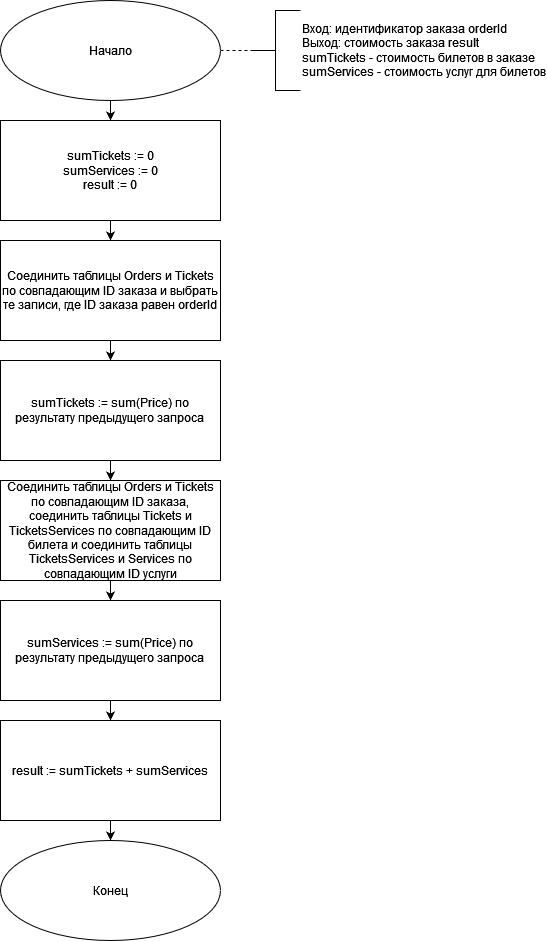 Начало
Вход: идентификатор заказа orderId
Выход: стоимость заказа result
sumTickets - стоимость билетов в заказе
sumServices - стоимость услуг для билетов
sumTickets := 0
sumServices := 0
result := 0
Соединить таблицы Orders и Tickets
по совпадающим ID заказа и выбрать
те записи, где ID заказа равен orderId
sumTickets := sum(Price) по
результату предыдущего запроса
Соединить таблицы Orders и Tickets
по совпадающим ID заказа,
соединить таблицы Tickets и
TicketsServices по совпадающим ID
билета и соединить таблицы
TicketsServices и Services по
совпадающим ID услуги
sumServices := sum(Price) по
результату предыдущего запроса
result := sumTickets + sumServices
Конец